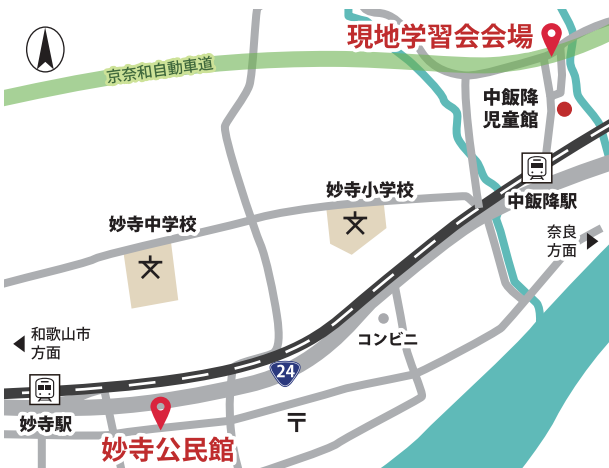 現地学習会会場
京奈和自動車道
中飯降
児童館
妙寺小学校
中飯降駅
妙寺中学校
奈良
方面
和歌山市
方面
コンビニ
24
妙寺駅
〒
妙寺公民館